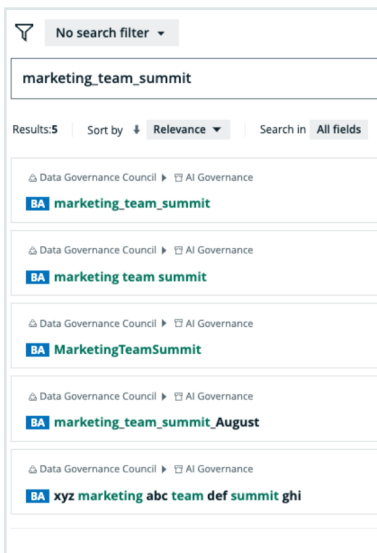 No search filter
marketing_team_summit
Results:5 Sort by Relevance Search in All fields
Data Governance Council AI Governance
BA marketing_team_summit
Data Governance Council AI Governance
BA marketing team summit
Data Governance Council AI Governance
BA MarketingTeamSummit
Data Governance Council AI Governance
BA marketing_team_summit_August
Data Governance Council AI Governance
BA xyz marketing abc team def summit ghi